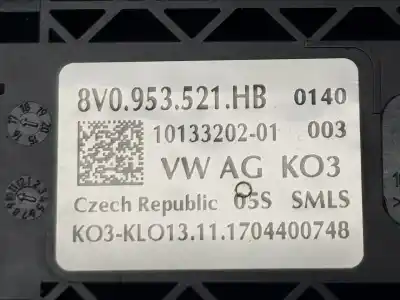 8V0.953.521.HB 0140
10133202-01 003
VW AG KO3
Czech Republic 05S SMLS
KO3-KLO13.11.1704400748